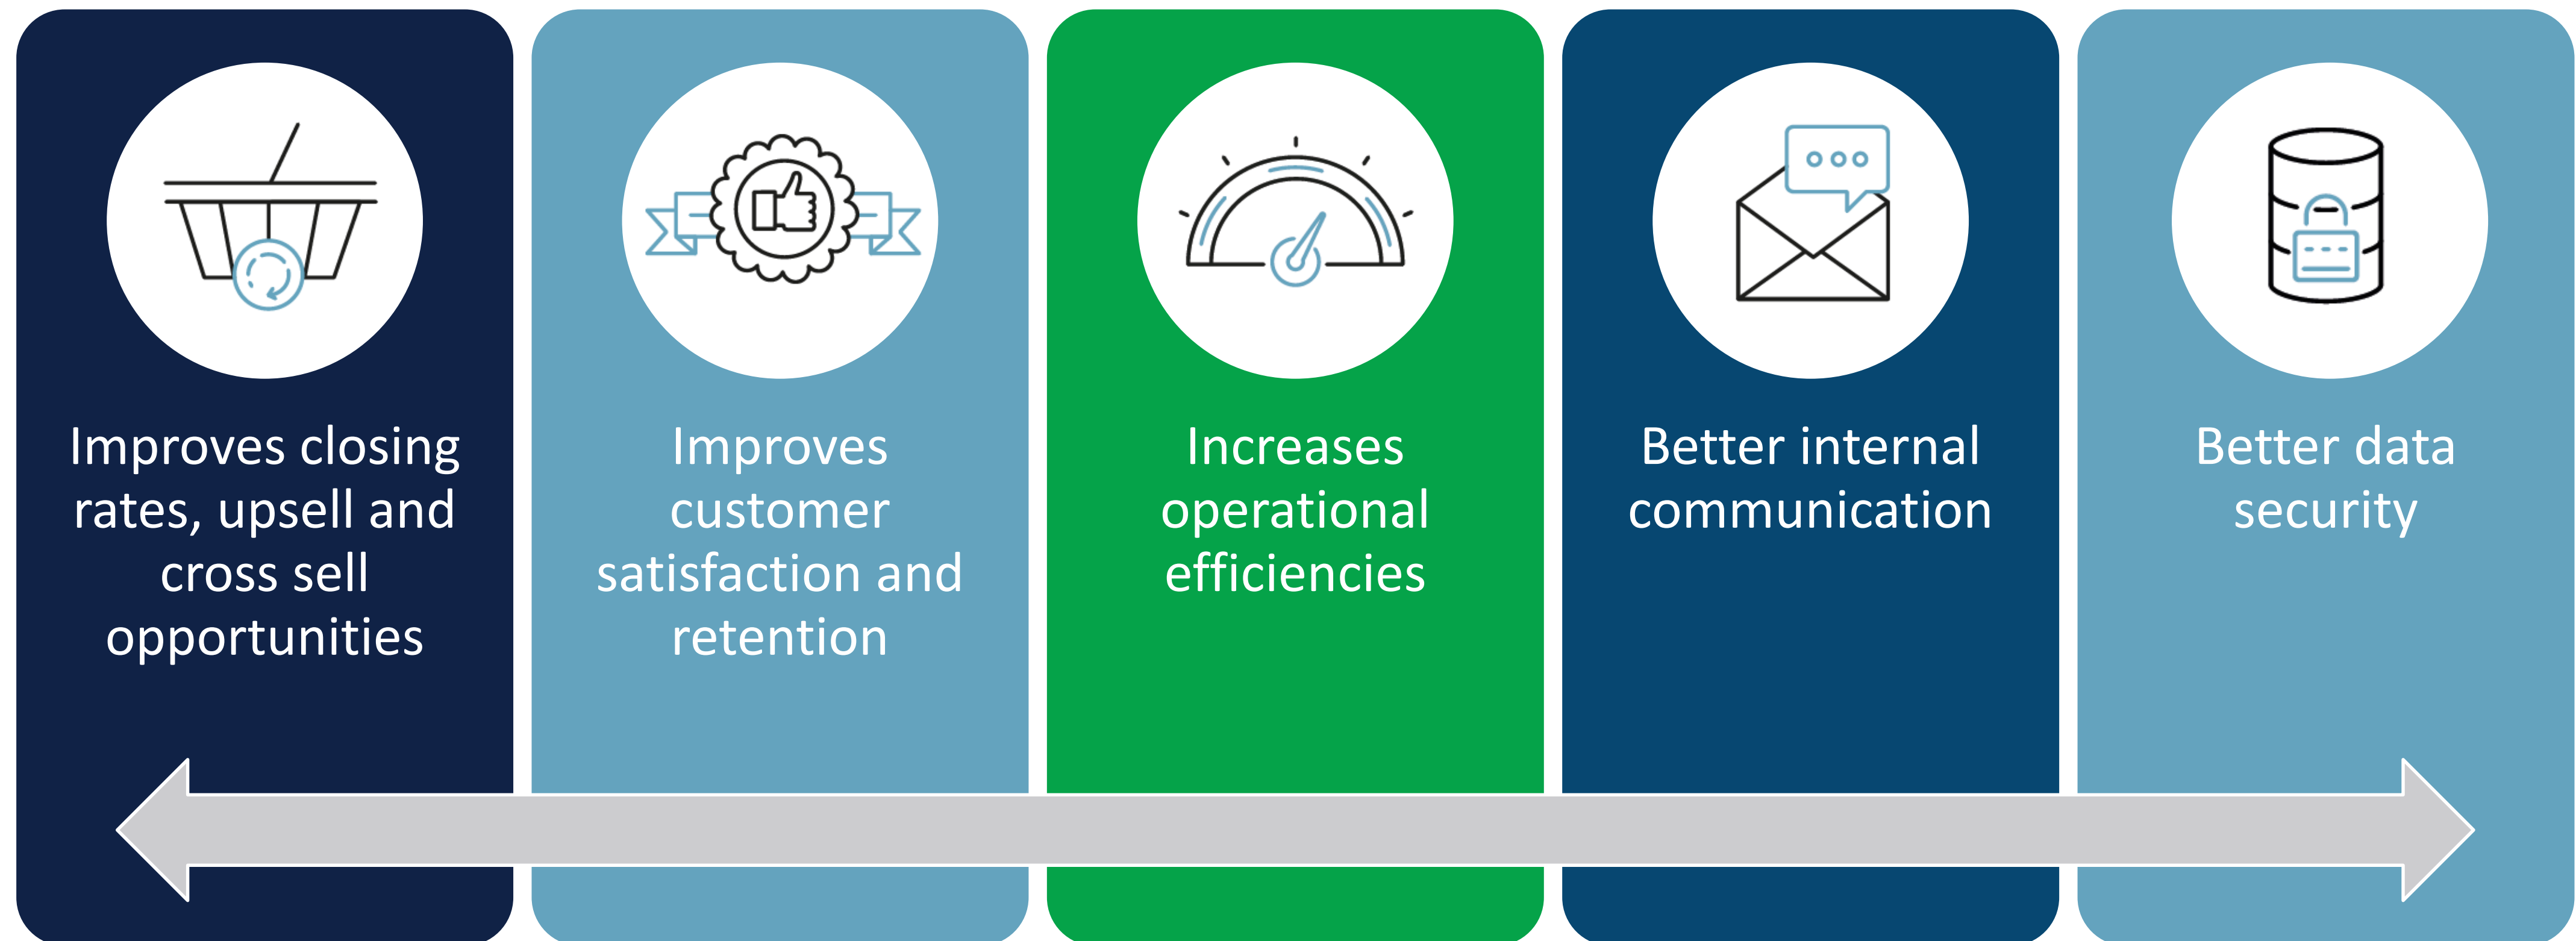 Improves closing
rates, upsell and
cross sell
opportunities
Improves
customer
satisfaction and
retention
Increases
operational
efficiencies
Better internal
communication
Better data
security